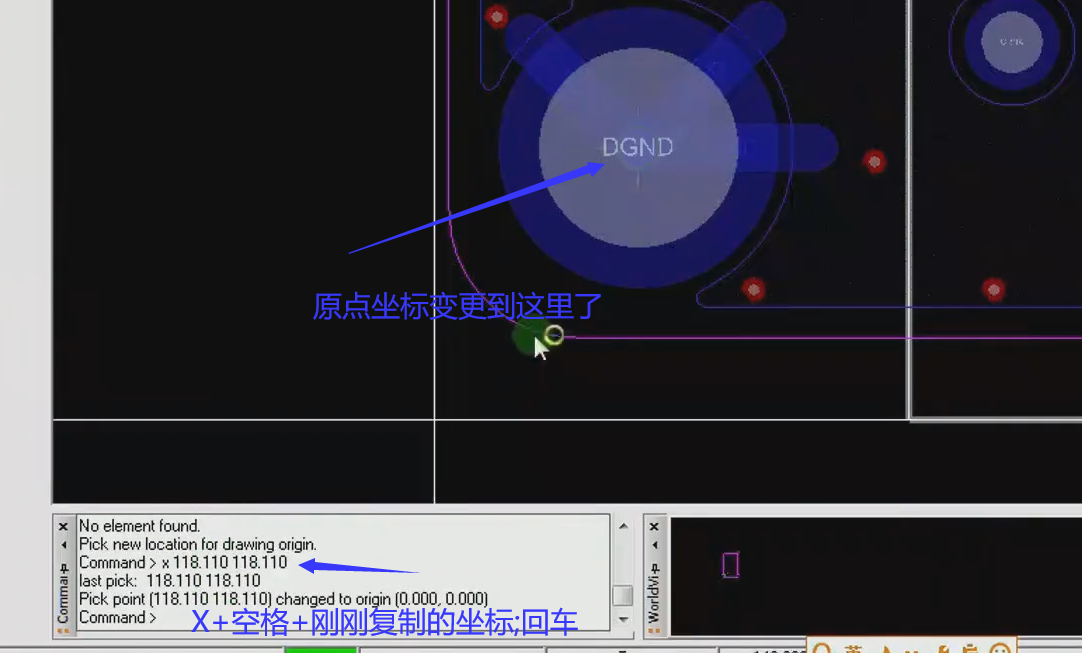 DGND
原点坐标变更到这里了
No element found.
Pick new location for drawing origin.
Command > x 118.110 118.110
last pick: 118.110 118.110
Pick point (118.110 118.110) changed to origin (0.000, 0.000)
Command >
X+空格+刚刚复制的坐标;回车
WorldVi